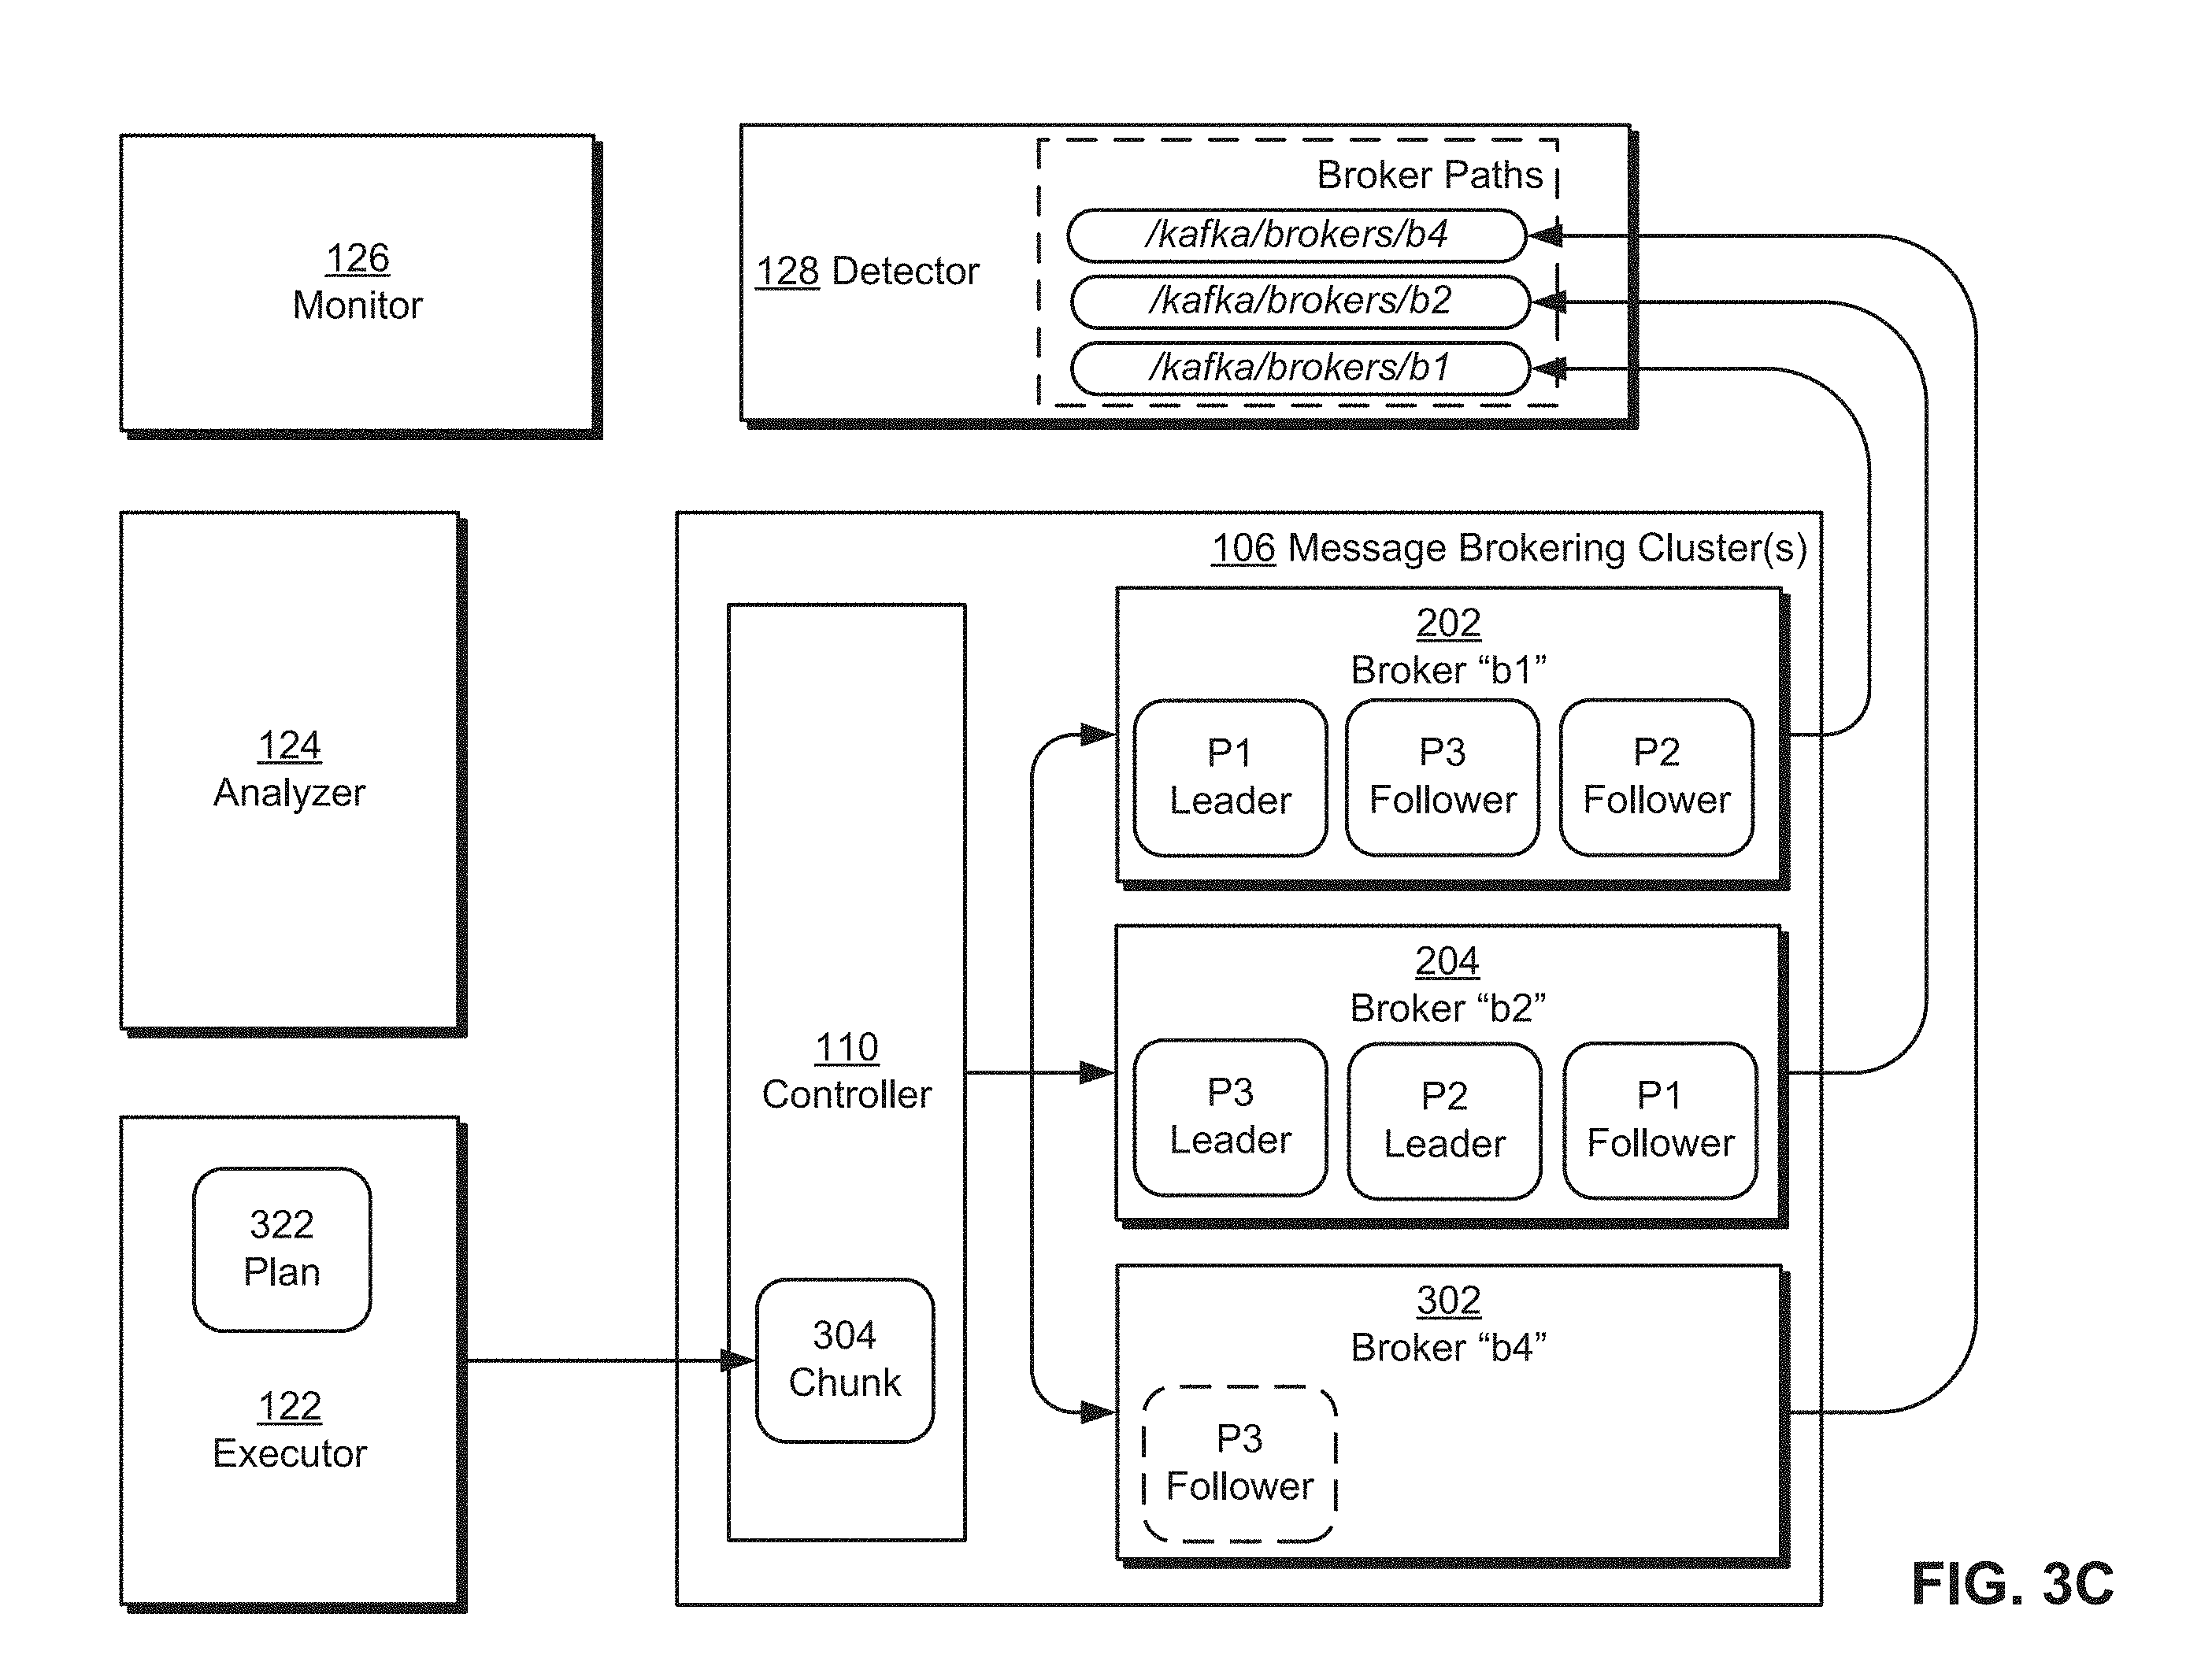 126
Monitor
128 Detector
Broker Paths
/kafka/brokers/b4
/kafka/brokers/b2
/kafka/brokers/b1
124
Analyzer
322
Plan
122
Executor
106 Message Brokering Cluster(s)
110
Controller
304
Chunk
202
Broker “b1”
P1
Leader
P3
Follower
P2
Follower
204
Broker “b2”
P3
Leader
P2
Leader
P1
Follower
302
Broker “b4”
P3
Follower
FIG. 3C